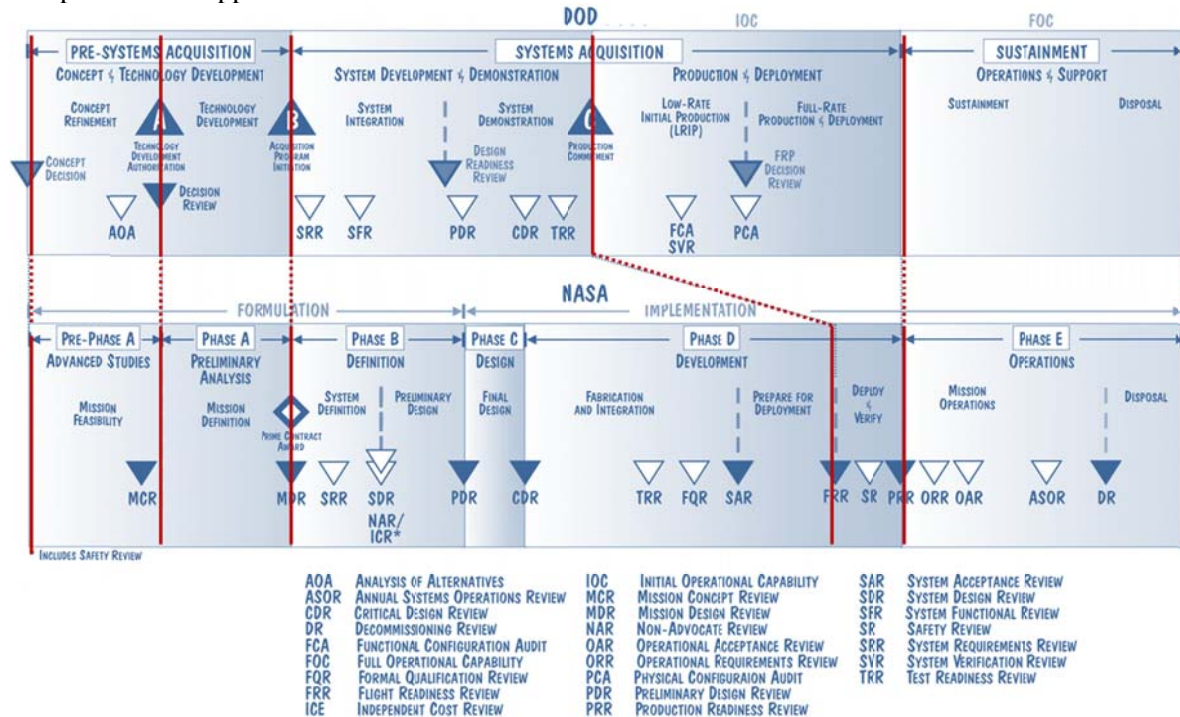 DOD IOC FOC
PRE-SYSTEMS ACQUISITION SYSTEMS ACQUISITION SUSTAINMENT
CONCEPT & TECHNOLOGY DEVELOPMENT SYSTEM DEVELOPMENT & DEMONSTRATION PRODUCTION & DEPLOYMENT OPERATIONS & SUPPORT
CONCEPT REFINEMENT
A
TECHNOLOGY DEVELOPMENT AUTHORIZATION
TECHNOLOGY DEVELOPMENT
B
ACQUISITION PROGRAM INITIATION
SYSTEM INTEGRATION
SYSTEM DEMONSTRATION
C
PRODUCTION COMMITMENT
LOW-RATE INITIAL PRODUCTION (LRIP)
FULL-RATE PRODUCTION & DEPLOYMENT
SUSTAINMENT
DISPOSAL
CONCEPT DECISION
DECISION REVIEW
DESIGN READINESS REVIEW
FRP DECISION REVIEW
AOA SRR SFR PDR CDR TRR FCA SVR PCA
NASA
FORMULATION IMPLEMENTATION
PRE-PHASE A PHASE A PHASE B PHASE C PHASE D PHASE E
ADVANCED STUDIES PRELIMINARY ANALYSIS DEFINITION DESIGN DEVELOPMENT OPERATIONS
MISSION FEASIBILITY
MISSION DEFINITION
PRIME CONTRACT AWARD
SYSTEM DEFINITION
PRELIMINARY DESIGN
FINAL DESIGN
FABRICATION AND INTEGRATION
PREPARE FOR DEPLOYMENT
DEPLOY & VERIFY
MISSION OPERATIONS
DISPOSAL
MCR MDR SRR SDR PDR CDR TRR FQR SAR FRR SR PRR ORR OAR ASOR DR
NAR/
ICR*
INCLUDES SAFETY REVIEW
AOA ANALYSIS OF ALTERNATIVES
ASOR ANNUAL SYSTEMS OPERATIONS REVIEW
CDR CRITICAL DESIGN REVIEW
DR DECOMMISSIONING REVIEW
FCA FUNCTIONAL CONFIGURATION AUDIT
FOC FULL OPERATIONAL CAPABILITY
FQR FORMAL QUALIFICATION REVIEW
FRR FLIGHT READINESS REVIEW
ICE INDEPENDENT COST REVIEW
IOC INITIAL OPERATIONAL CAPABILITY
MCR MISSION CONCEPT REVIEW
MDR MISSION DESIGN REVIEW
NAR NON-ADVOCATE REVIEW
OAR OPERATIONAL ACCEPTANCE REVIEW
ORR OPERATIONAL REQUIREMENTS REVIEW
PCA PHYSICAL CONFIGURAION AUDIT
PDR PRELIMINARY DESIGN REVIEW
PRR PRODUCTION READINESS REVIEW
SAR SYSTEM ACCEPTANCE REVIEW
SDR SYSTEM DESIGN REVIEW
SFR SYSTEM FUNCTIONAL REVIEW
SR SAFETY REVIEW
SRR SYSTEM REQUIREMENTS REVIEW
SVR SYSTEM VERIFICATION REVIEW
TRR TEST READINESS REVIEW